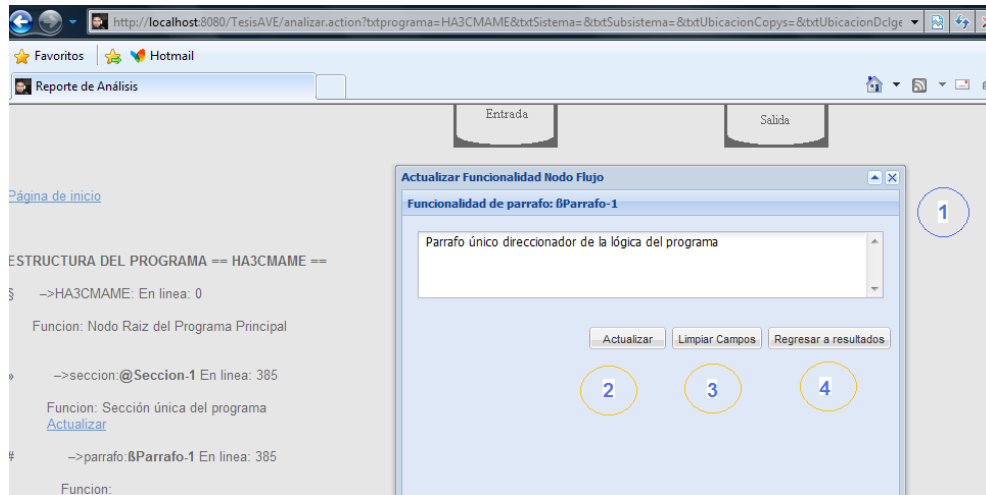 http://localhost:8080/TesisAVE/analizar.action?txtprograma=HA3CMAME&txtSistema=&txtSubsistema=&txtUbicacionCopys=&txtUbicacionDclge
Favoritos Hotmail
Reporte de Análisis
Entrada Salida
Página de inicio
ESTRUCTURA DEL PROGRAMA == HA3CMAME ==
§ –>HA3CMAME: En linea: 0
Funcion: Nodo Raiz del Programa Principal
» –>seccion:@Seccion-1 En linea: 385
Funcion: Sección única del programa
Actualizar
# –>parrafo:ßParrafo-1 En linea: 385
Funcion:
Actualizar Funcionalidad Nodo Flujo
Funcionalidad de parrafo: ßParrafo-1
Parrafo único direccionador de la lógica del programa
Actualizar Limpiar Campos Regresar a resultados
1
2 3 4